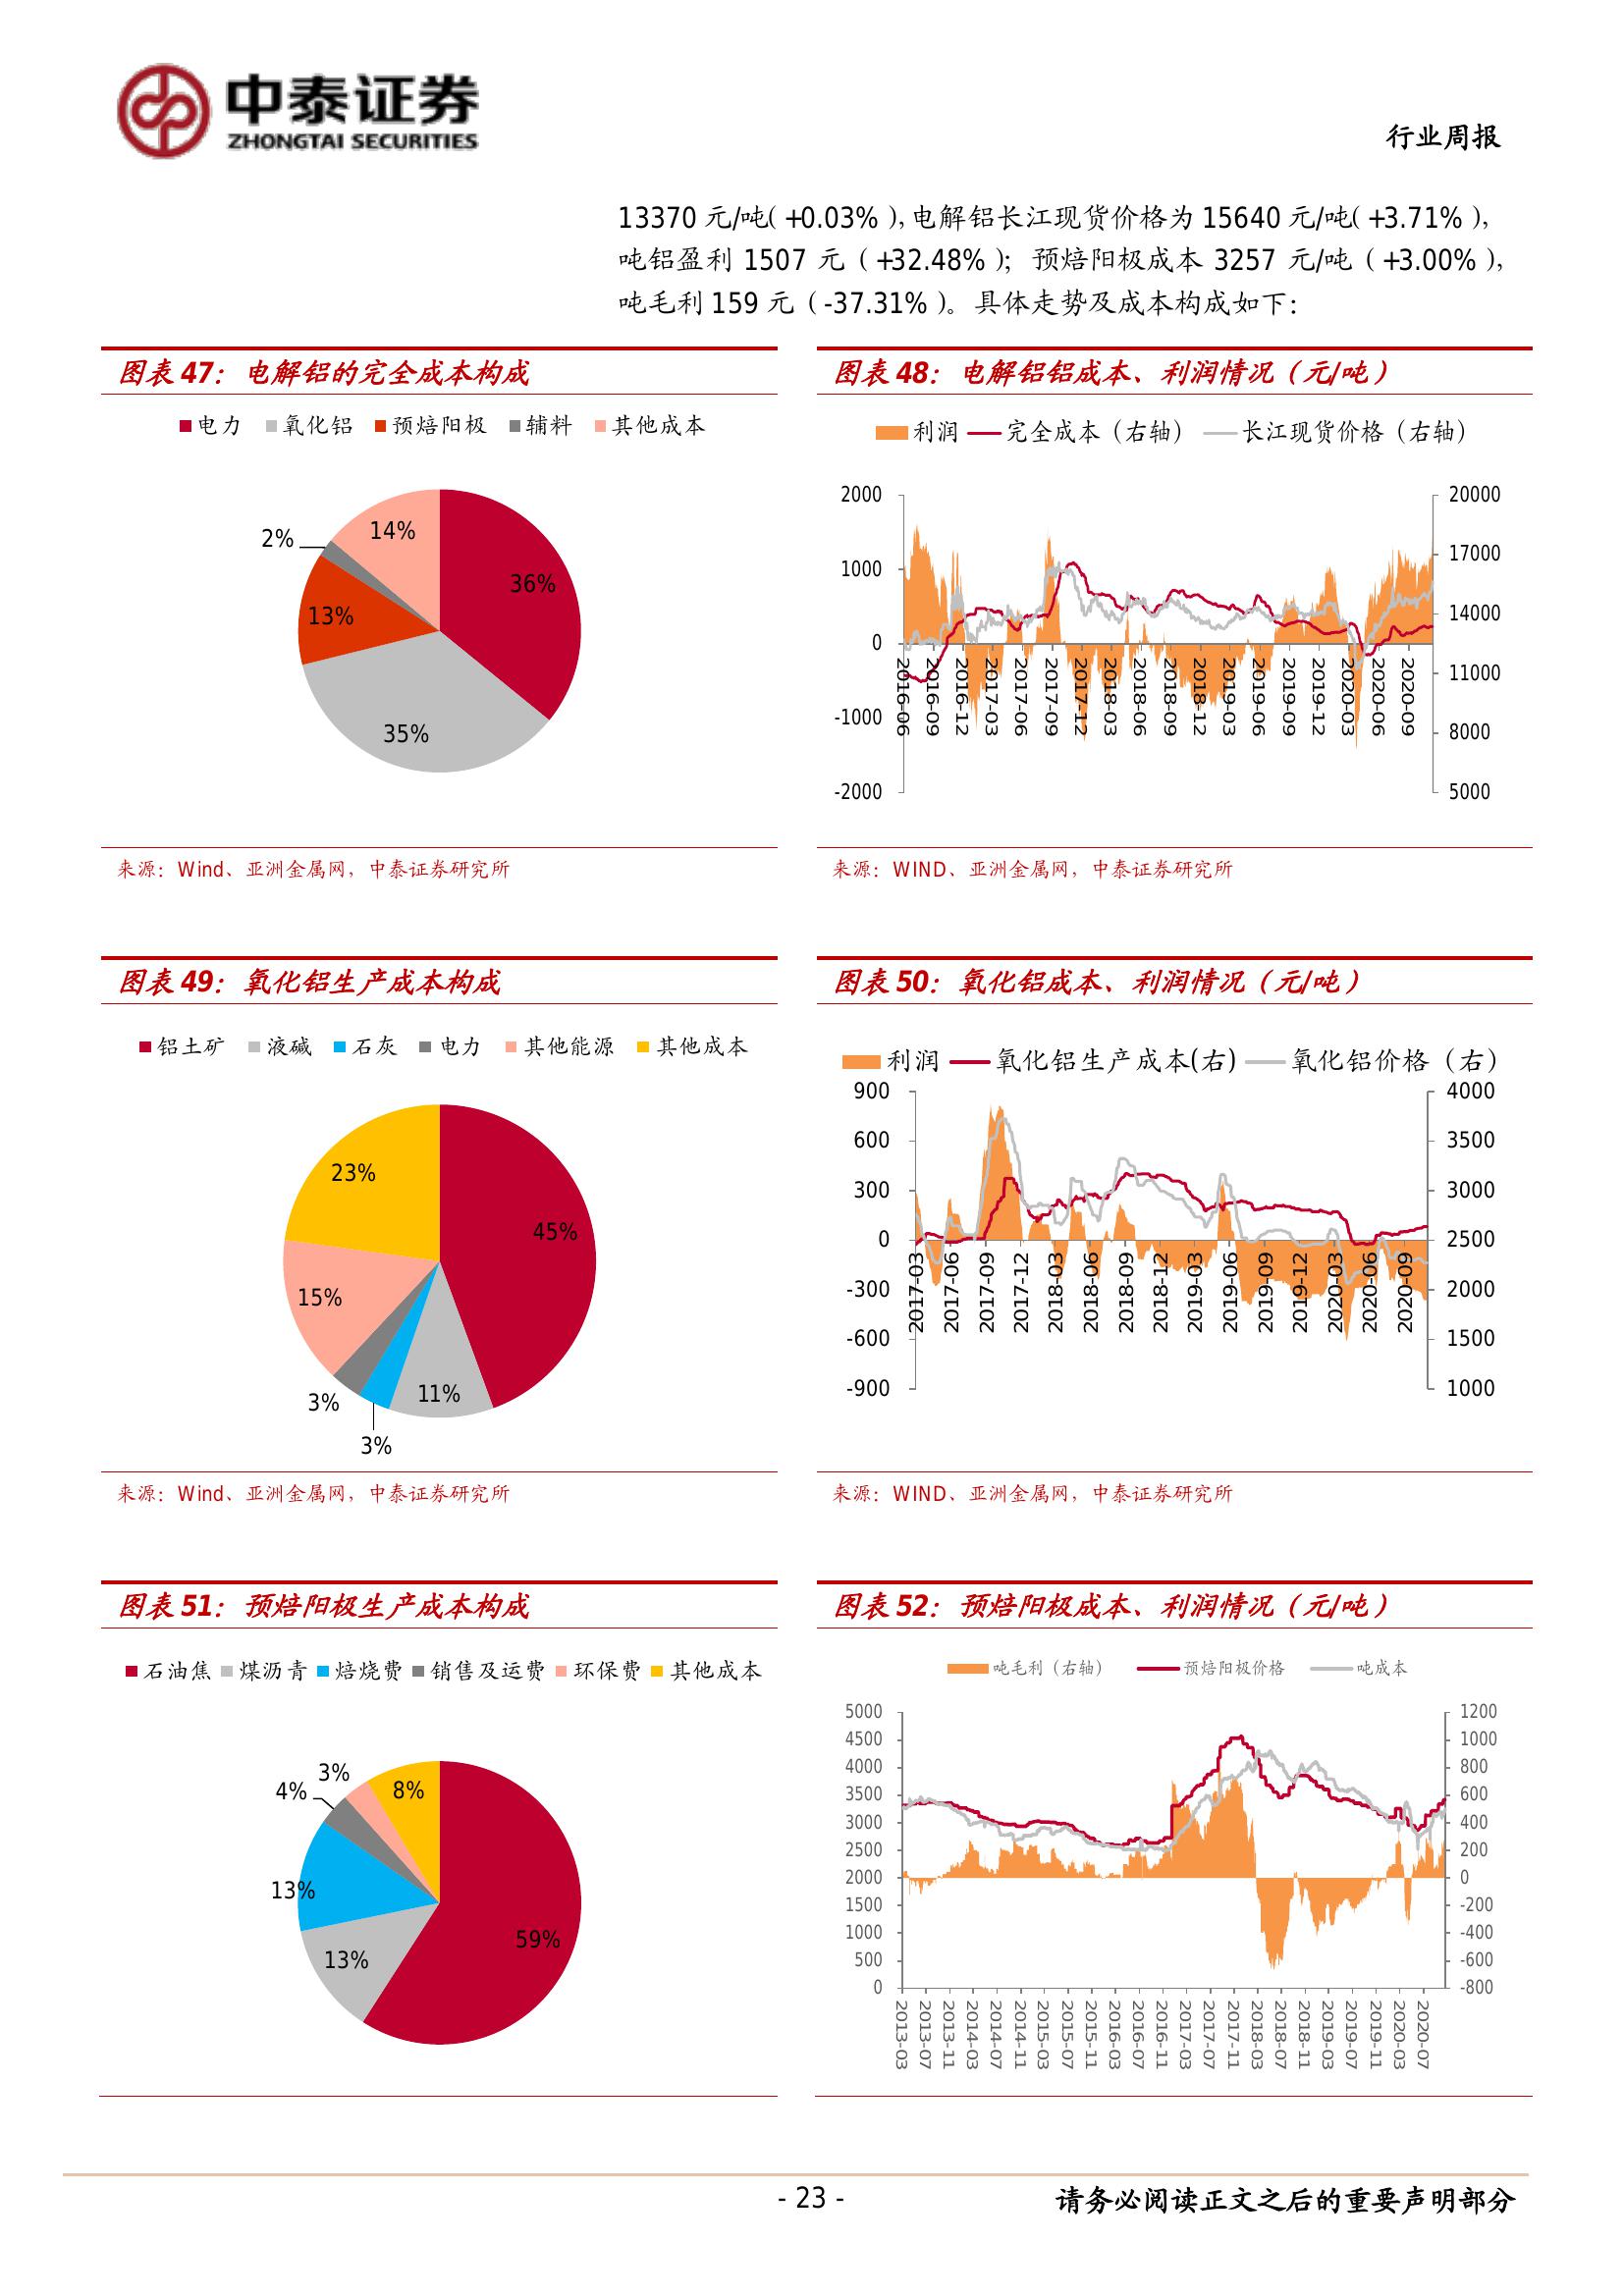 中泰证券
ZHONGTAI SECURITIES
行业周报
13370 元/吨(+0.03%),电解铝长江现货价格为 15640 元/吨(+3.71%),
吨铝盈利 1507 元(+32.48%);预焙阳极成本 3257 元/吨(+3.00%),
吨毛利 159 元(-37.31%)。具体走势及成本构成如下:
图表 47:电解铝的完全成本构成
电力 氧化铝 预焙阳极 辅料 其他成本
14%
2%
36%
13%
35%
来源:Wind、亚洲金属网,中泰证券研究所
图表 48:电解铝铝成本、利润情况(元/吨)
利润 完全成本(右轴) 长江现货价格(右轴)
2000
1000
0
-1000
-2000
20000
17000
14000
11000
8000
5000
2016-06 2016-09 2016-12 2017-03 2017-06 2017-09 2017-12 2018-03 2018-06 2018-09 2018-12 2019-03 2019-06 2019-09 2019-12 2020-03 2020-06 2020-09
来源:WIND、亚洲金属网,中泰证券研究所
图表 49:氧化铝生产成本构成
铝土矿 液碱 石灰 电力 其他能源 其他成本
23%
45%
15%
11%
3%
3%
来源:Wind、亚洲金属网,中泰证券研究所
图表 50:氧化铝成本、利润情况(元/吨)
利润 氧化铝生产成本(右) 氧化铝价格(右)
900
600
300
0
-300
-600
-900
4000
3500
3000
2500
2000
1500
1000
2017-03 2017-06 2017-09 2017-12 2018-03 2018-06 2018-09 2018-12 2019-03 2019-06 2019-09 2019-12 2020-03 2020-06 2020-09
来源:WIND、亚洲金属网,中泰证券研究所
图表 51:预焙阳极生产成本构成
石油焦 煤沥青 焙烧费 销售及运费 环保费 其他成本
3%
4%
8%
13%
59%
13%
图表 52:预焙阳极成本、利润情况(元/吨)
吨毛利(右轴) 预焙阳极价格 吨成本
5000
4500
4000
3500
3000
2500
2000
1500
1000
500
0
1200
1000
800
600
400
200
0
-200
-400
-600
-800
2013-03 2013-07 2013-11 2014-03 2014-07 2014-11 2015-03 2015-07 2015-11 2016-03 2016-07 2016-11 2017-03 2017-07 2017-11 2018-03 2018-07 2018-11 2019-03 2019-07 2019-11 2020-03 2020-07
- 23 -
请务必阅读正文之后的重要声明部分